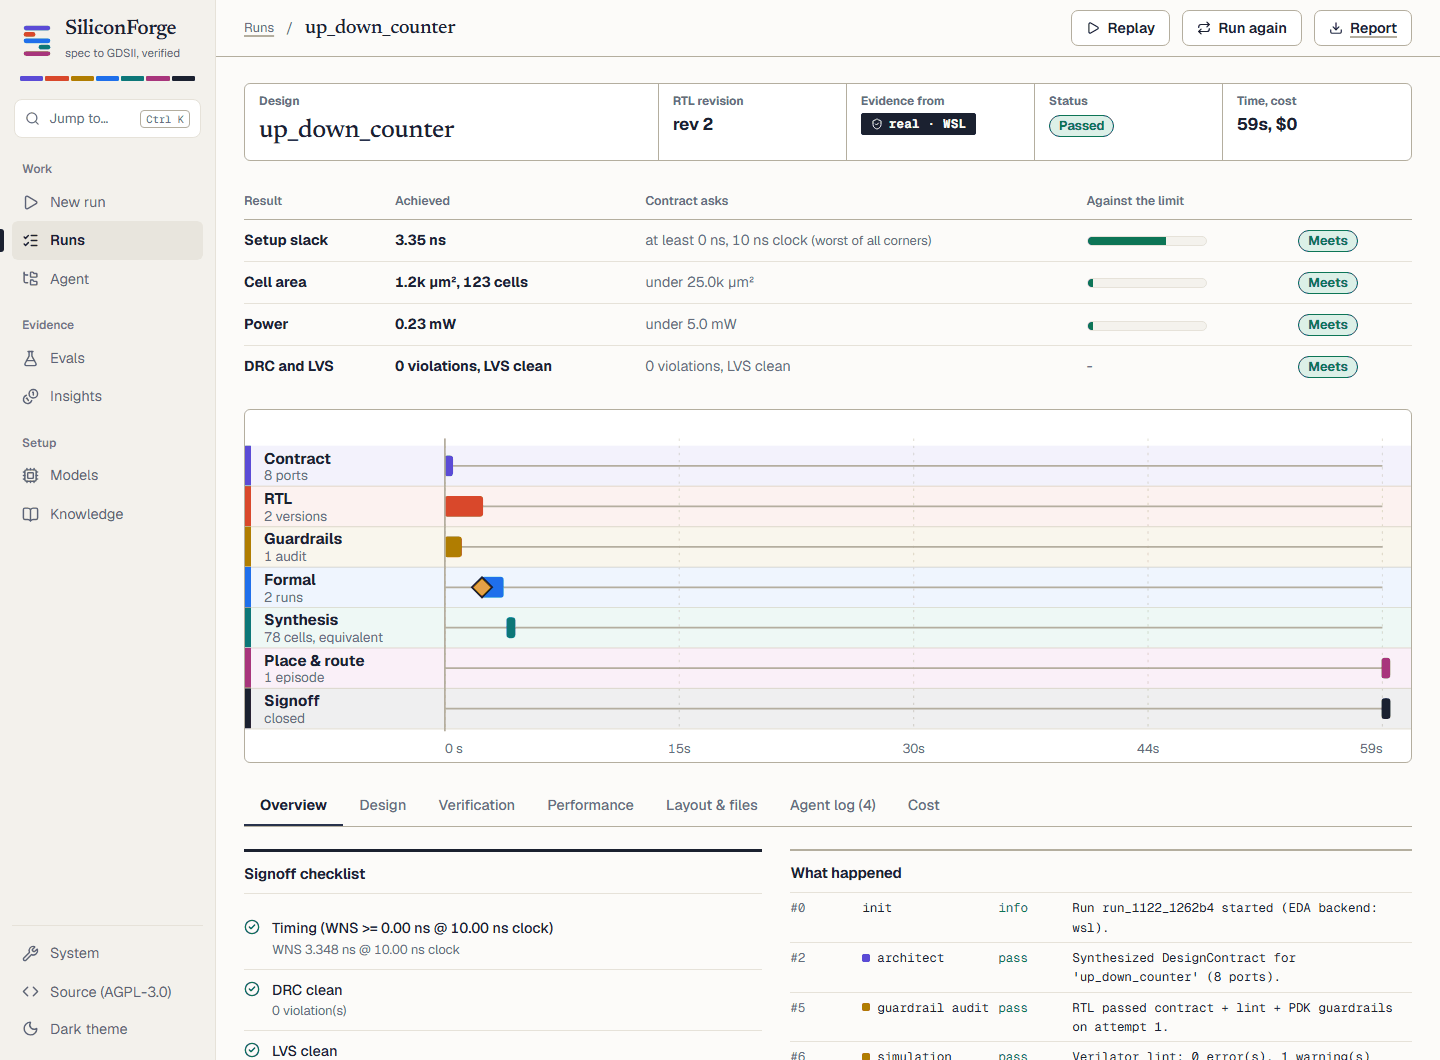 SiliconForge
spec to GDSII, verified
Jump to...
Ctrl K
Work
New run
Runs
Agent
Evidence
Evals
Insights
Setup
Models
Knowledge
System
Source (AGPL-3.0)
Dark theme
Runs / up_down_counter
Replay
Run again
Report
Design
up_down_counter
RTL revision
rev 2
Evidence from
real · WSL
Status
Passed
Time, cost
59s, $0
Result Achieved Contract asks Against the limit
Setup slack 3.35 ns at least 0 ns, 10 ns clock (worst of all corners) Meets
Cell area 1.2k µm², 123 cells under 25.0k µm² Meets
Power 0.23 mW under 5.0 mW Meets
DRC and LVS 0 violations, LVS clean 0 violations, LVS clean - Meets
Contract
8 ports
RTL
2 versions
Guardrails
1 audit
Formal
2 runs
Synthesis
78 cells, equivalent
Place & route
1 episode
Signoff
closed
0 s 15s 30s 44s 59s
Overview Design Verification Performance Layout & files Agent log (4) Cost
Signoff checklist
Timing (WNS >= 0.00 ns @ 10.00 ns clock)
WNS 3.348 ns @ 10.00 ns clock
DRC clean
0 violation(s)
LVS clean
What happened
#0 init info Run run_1122_1262b4 started (EDA backend:
wsl).
#2 architect pass Synthesized DesignContract for
'up_down_counter' (8 ports).
#5 guardrail audit pass RTL passed contract + lint + PDK guardrails
on attempt 1.
#6 simulation pass Verilator lint: 0 error(s), 1 warning(s)